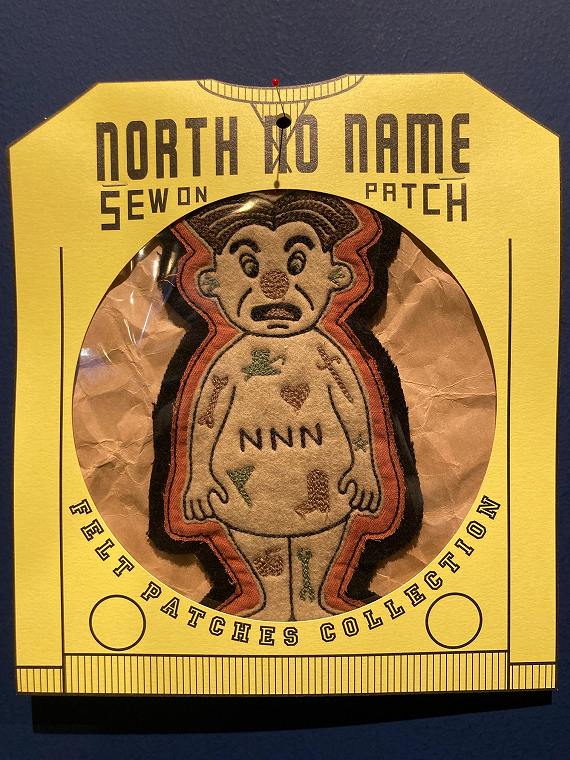 NORTH NO NAME
SEW ON PATCH
NNN
FELT PATCHES COLLECTION